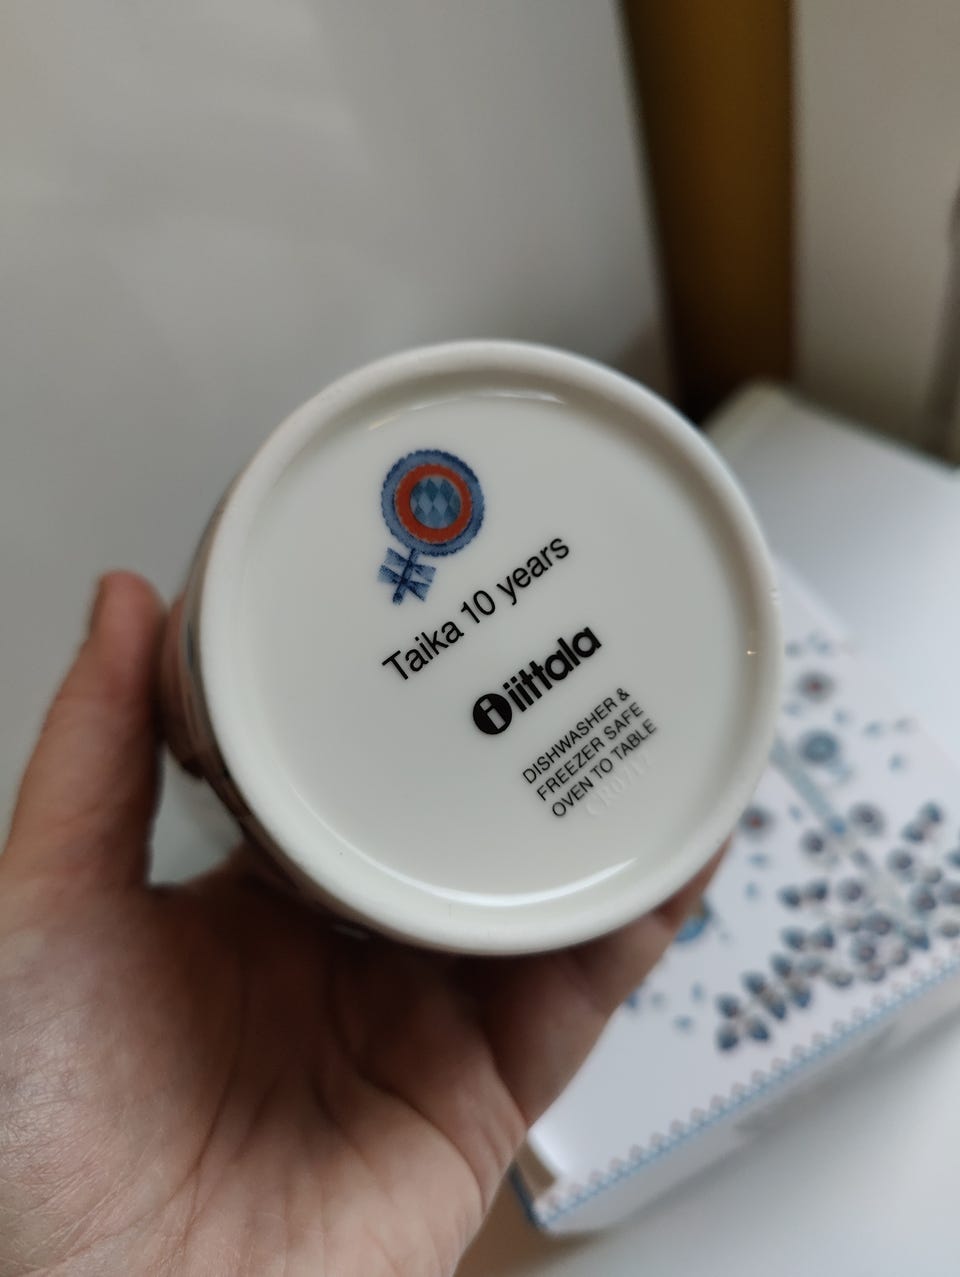 Taika 10 years
iittala
DISHWASHER &
FREEZER SAFE
OVEN TO TABLE